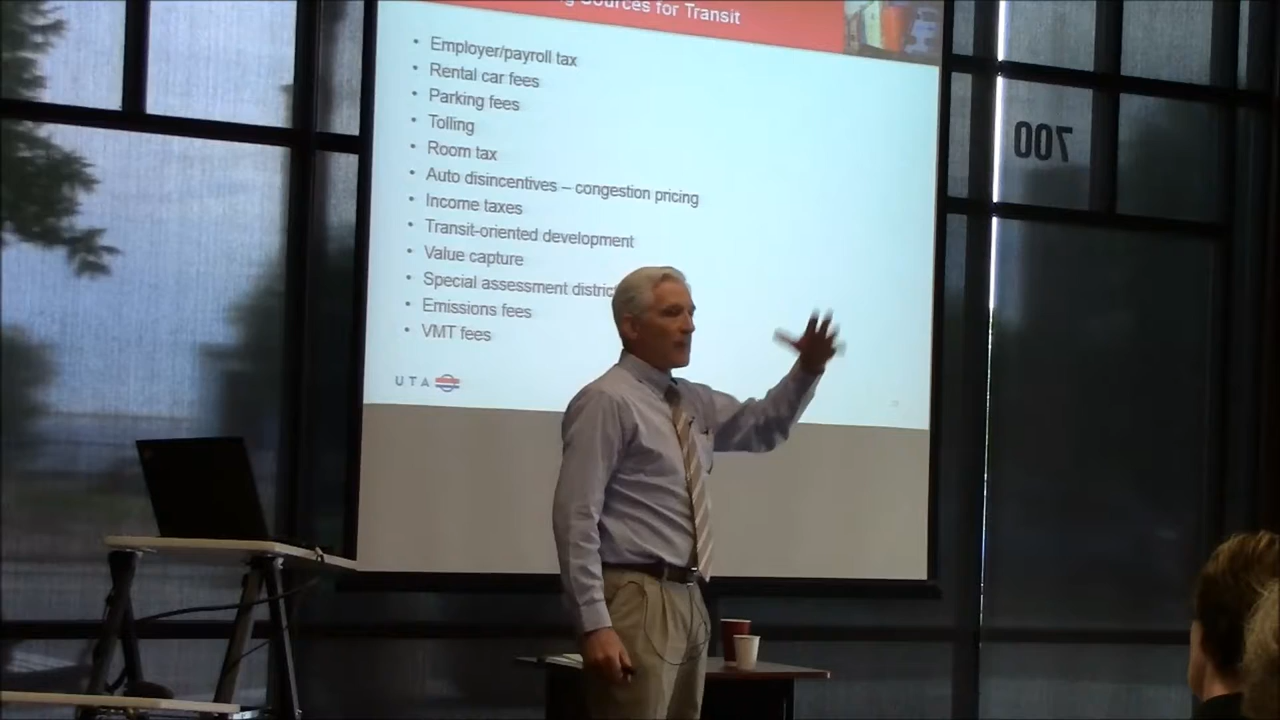 Sources for Transit
• Employer/payroll tax
• Rental car fees
• Parking fees
• Tolling
• Room tax
• Auto disincentives – congestion pricing
• Income taxes
• Transit-oriented development
• Value capture
• Special assessment
• Emissions fees
• VMT fees
UTA
700